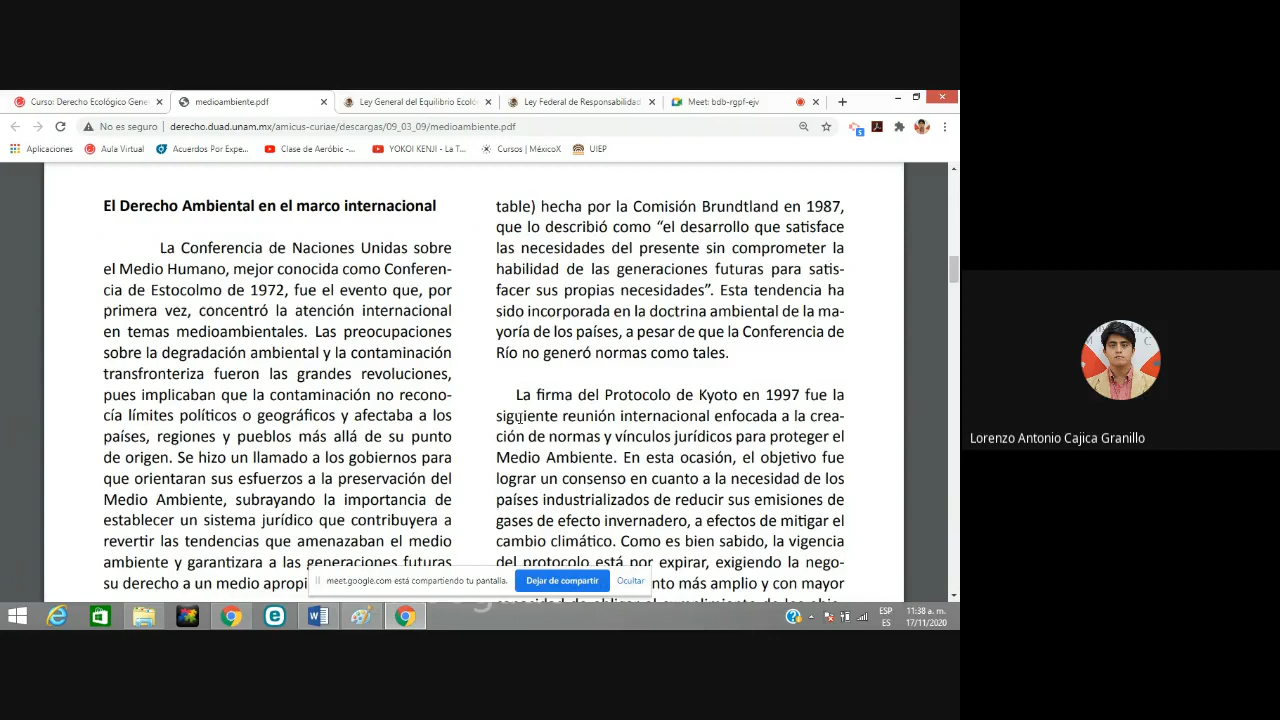 Curso: Derecho Ecológico Gene
medioambiente.pdf
Ley General del Equilibrio Ecoló
Ley Federal de Responsabilidad
Meet: bdb-rgpf-ejv
No es seguro
derecho.duad.unam.mx/amicus-curiae/descargas/09_03_09/medioambiente.pdf
5
Aplicaciones
Aula Virtual
Acuerdos Por Expe...
Clase de Aeróbic -...
YOKOI KENJI - La T...
Cursos | MéxicoX
UIEP
El Derecho Ambiental en el marco internacional
La Conferencia de Naciones Unidas sobre
el Medio Humano, mejor conocida como Conferen-
cia de Estocolmo de 1972, fue el evento que, por
primera vez, concentró la atención internacional
en temas medioambientales. Las preocupaciones
sobre la degradación ambiental y la contaminación
transfronteriza fueron las grandes revoluciones,
pues implicaban que la contaminación no recono-
cía límites políticos o geográficos y afectaba a los
países, regiones y pueblos más allá de su punto
de origen. Se hizo un llamado a los gobiernos para
que orientaran sus esfuerzos a la preservación del
Medio Ambiente, subrayando la importancia de
establecer un sistema jurídico que contribuyera a
revertir las tendencias que amenazaban el medio
ambiente y garantizara a las generaciones futuras
su derecho a un medio apropi
table) hecha por la Comisión Brundtland en 1987,
que lo describió como “el desarrollo que satisface
las necesidades del presente sin comprometer la
habilidad de las generaciones futuras para satis-
facer sus propias necesidades”. Esta tendencia ha
sido incorporada en la doctrina ambiental de la ma-
yoría de los países, a pesar de que la Conferencia de
Río no generó normas como tales.
La firma del Protocolo de Kyoto en 1997 fue la
siguiente reunión internacional enfocada a la crea-
ción de normas y vínculos jurídicos para proteger el
Medio Ambiente. En esta ocasión, el objetivo fue
lograr un consenso en cuanto a la necesidad de los
países industrializados de reducir sus emisiones de
gases de efecto invernadero, a efectos de mitigar el
cambio climático. Como es bien sabido, la vigencia
del protocolo está por expirar, exigiendo la nego-
nto más amplio y con mayor
meet.google.com está compartiendo tu pantalla.
Dejar de compartir
Ocultar
ESP
ES
11:38 a. m.
17/11/2020
Lorenzo Antonio Cajica Granillo